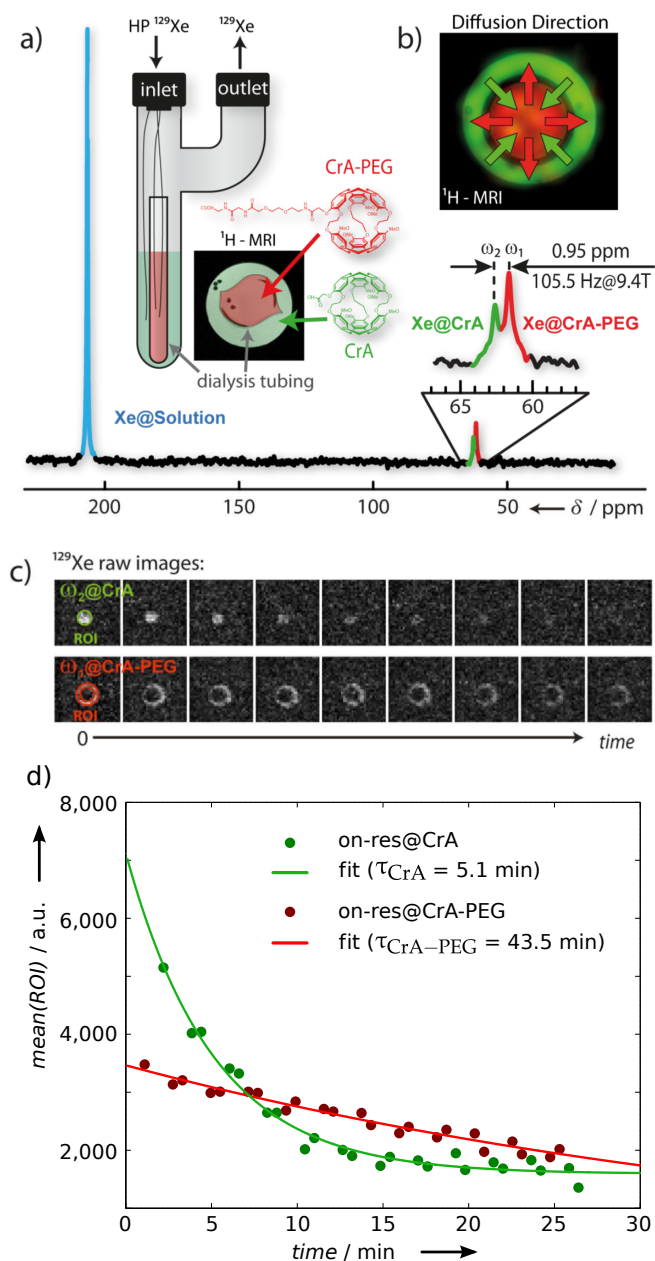 a)
HP ¹²⁹Xe
¹²⁹Xe
inlet
outlet
CrA-PEG
¹H - MRI
CrA
dialysis tubing
Xe@Solution
b)
Diffusion Direction
¹H - MRI
ω₂ ω₁
0.95 ppm
105.5 Hz@9.4T
Xe@CrA
Xe@CrA-PEG
65 60
200 150 100 50
δ / ppm
c)
¹²⁹Xe raw images:
ω₂@CrA
ROI
ω₁@CrA-PEG
ROI
0
time
d)
8,000
6,000
4,000
2,000
mean(ROI) / a.u.
on-res@CrA
fit (τCrA = 5.1 min)
on-res@CrA-PEG
fit (τCrA−PEG = 43.5 min)
0 5 10 15 20 25 30
time / min